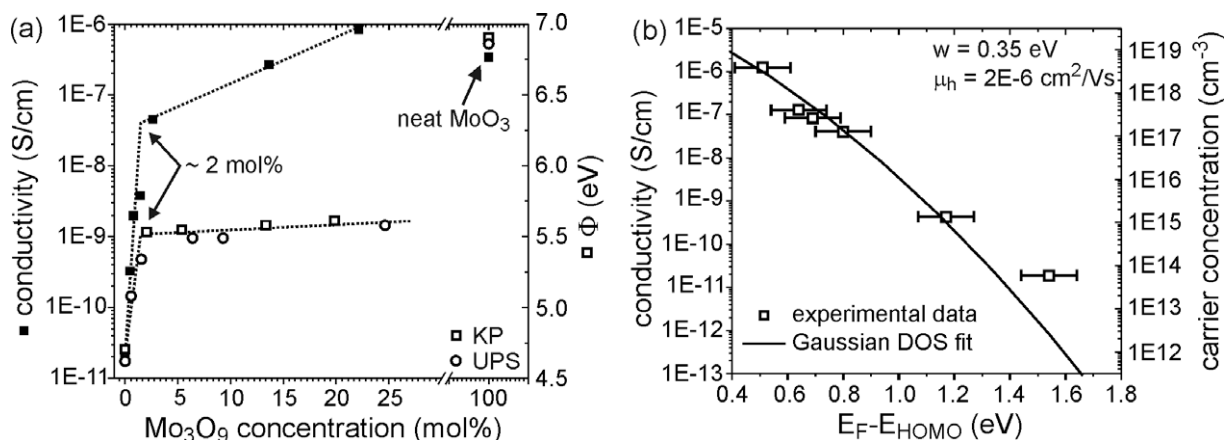 (a)
1E-6
1E-7
1E-8
1E-9
1E-10
1E-11
conductivity (S/cm)
7.0
6.5
6.0
5.5
5.0
4.5
Φ (eV)
neat MoO₃
~ 2 mol%
KP
UPS
0 5 10 15 20 25 100
Mo₃O₉ concentration (mol%)
(b)
w = 0.35 eV
μₕ = 2E-6 cm²/Vs
1E-5
1E-6
1E-7
1E-8
1E-9
1E-10
1E-11
1E-12
1E-13
conductivity (S/cm)
1E19
1E18
1E17
1E16
1E15
1E14
1E13
1E12
carrier concentration (cm⁻³)
experimental data
Gaussian DOS fit
0.4 0.6 0.8 1.0 1.2 1.4 1.6 1.8
E_F-E_HOMO (eV)